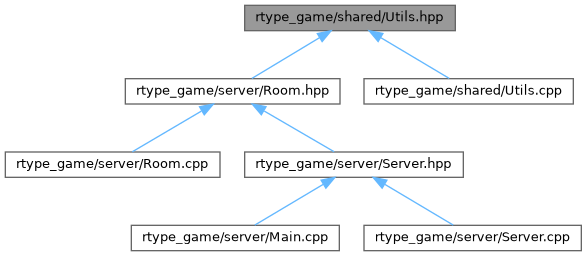 rtype_game/shared/Utils.hpp
rtype_game/server/Room.hpp
rtype_game/shared/Utils.cpp
rtype_game/server/Room.cpp
rtype_game/server/Server.hpp
rtype_game/server/Main.cpp
rtype_game/server/Server.cpp